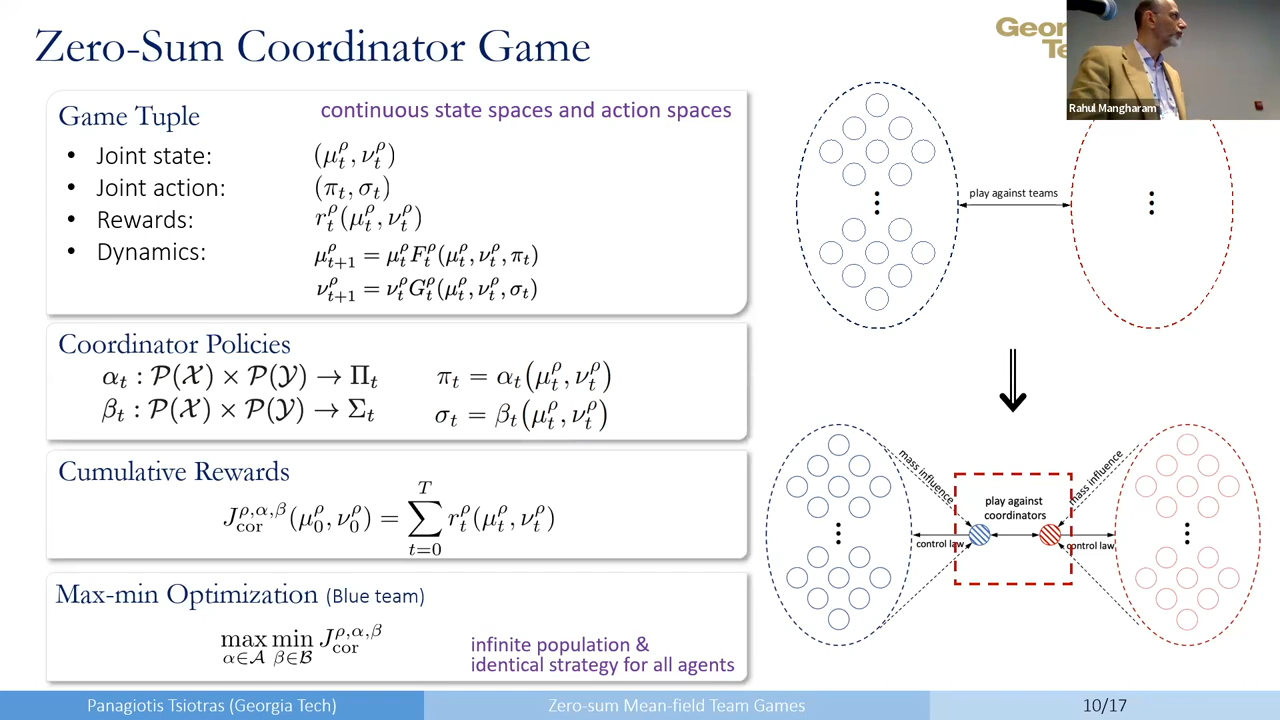 Zero-Sum Coordinator Game
Geor
Te
Rahul Mangharam
Game Tuple
continuous state spaces and action spaces
• Joint state: (μ_t^ρ, ν_t^ρ)
• Joint action: (π_t, σ_t)
• Rewards: r_t^ρ(μ_t^ρ, ν_t^ρ)
• Dynamics: μ_{t+1}^ρ = μ_t^ρ F_t^ρ(μ_t^ρ, ν_t^ρ, π_t)
ν_{t+1}^ρ = ν_t^ρ G_t^ρ(μ_t^ρ, ν_t^ρ, σ_t)
Coordinator Policies
α_t : 𝒫(𝒳) × 𝒫(𝒴) → Π_t π_t = α_t(μ_t^ρ, ν_t^ρ)
β_t : 𝒫(𝒳) × 𝒫(𝒴) → Σ_t σ_t = β_t(μ_t^ρ, ν_t^ρ)
Cumulative Rewards
J_cor^{ρ,α,β}(μ_0^ρ, ν_0^ρ) = ∑_{t=0}^{T} r_t^ρ(μ_t^ρ, ν_t^ρ)
Max-min Optimization (Blue team)
max_{α∈𝒜} min_{β∈ℬ} J_cor^{ρ,α,β}
infinite population &
identical strategy for all agents
play against teams
mass influence
mass influence
play against
coordinators
control law
control law
Panagiotis Tsiotras (Georgia Tech)
Zero-sum Mean-field Team Games
10/17